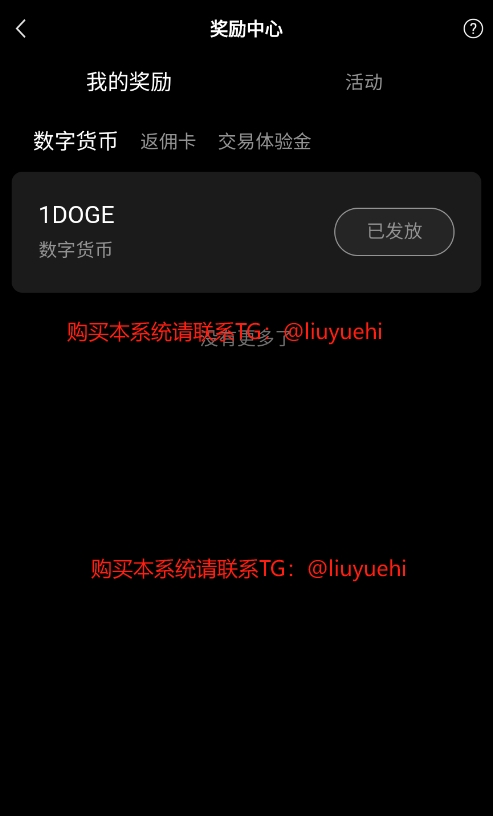 奖励中心
我的奖励 活动
数字货币 返佣卡 交易体验金
1DOGE
数字货币
已发放
购买本系统请联系TG：@liuyuehi
没有更多了
购买本系统请联系TG：@liuyuehi